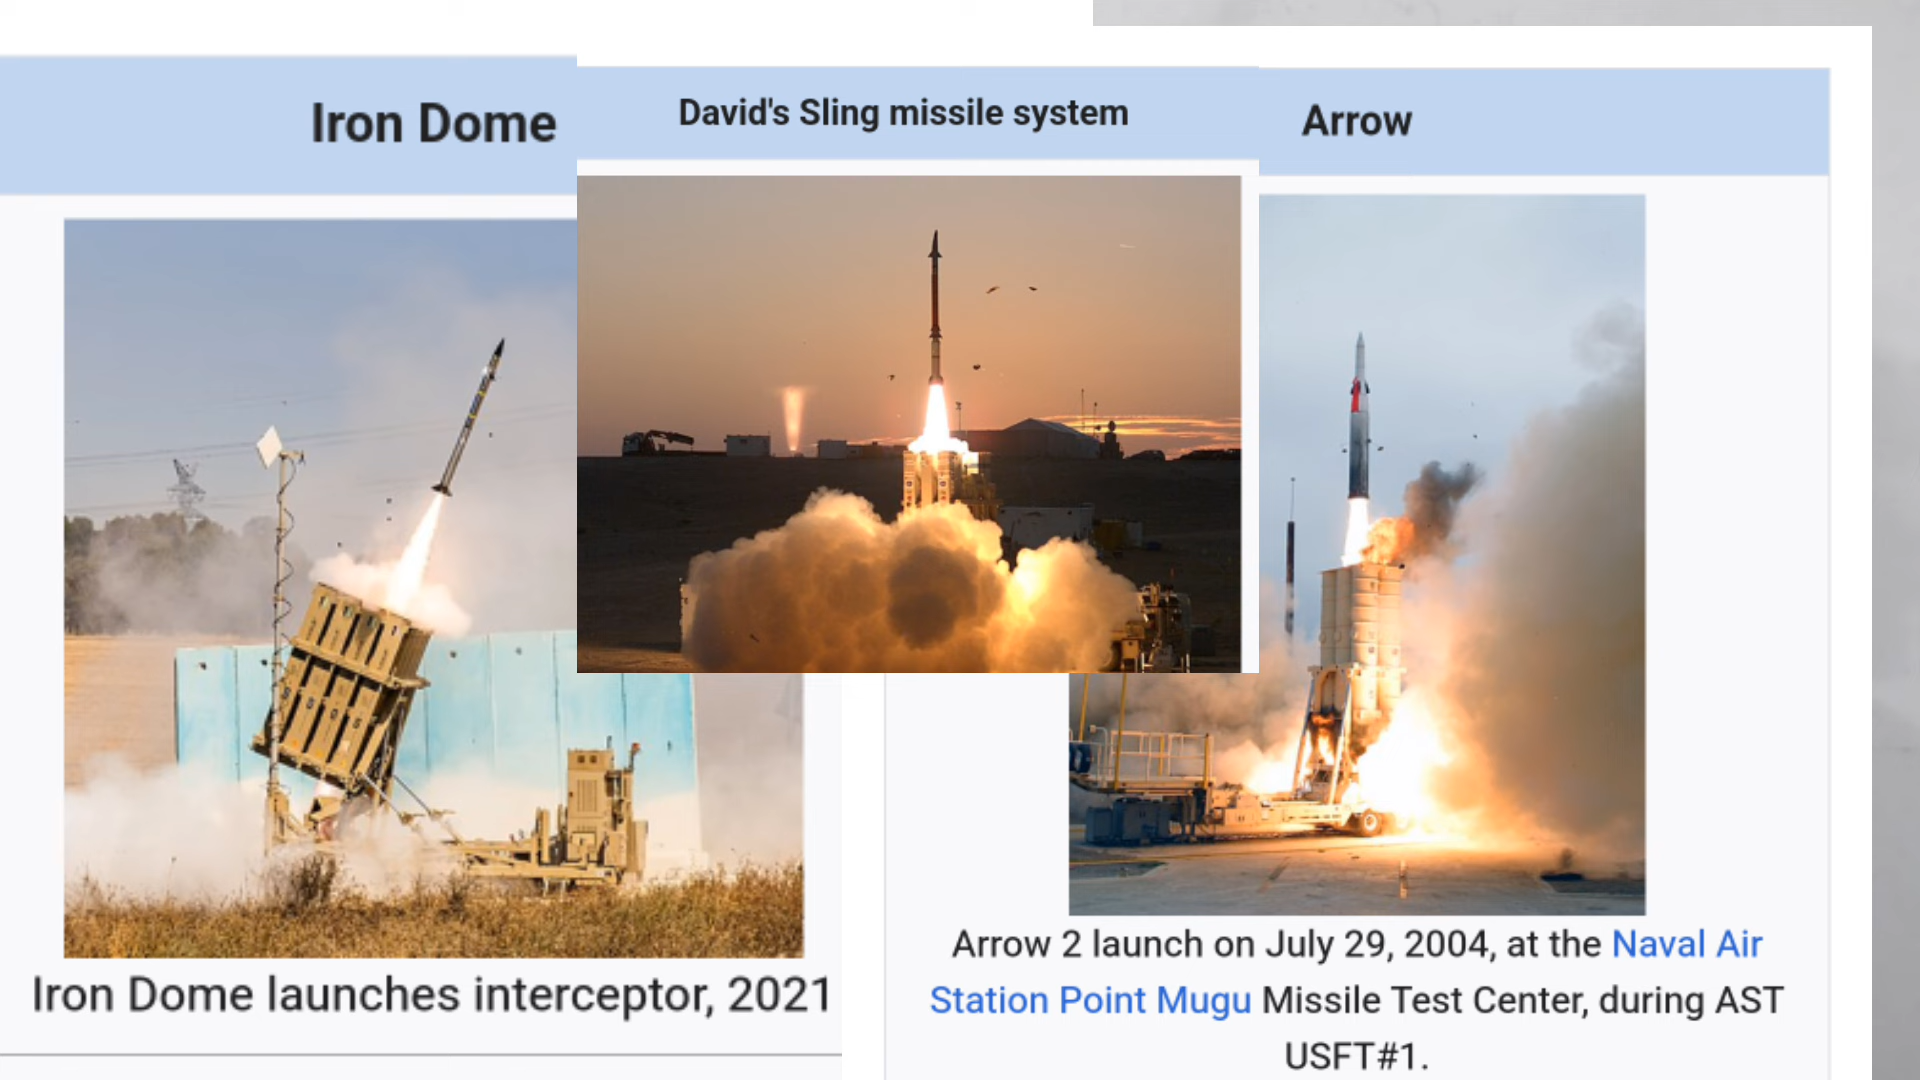 Iron Dome
David's Sling missile system
Arrow
Iron Dome launches interceptor, 2021
Arrow 2 launch on July 29, 2004, at the Naval Air
Station Point Mugu Missile Test Center, during AST
USFT#1.